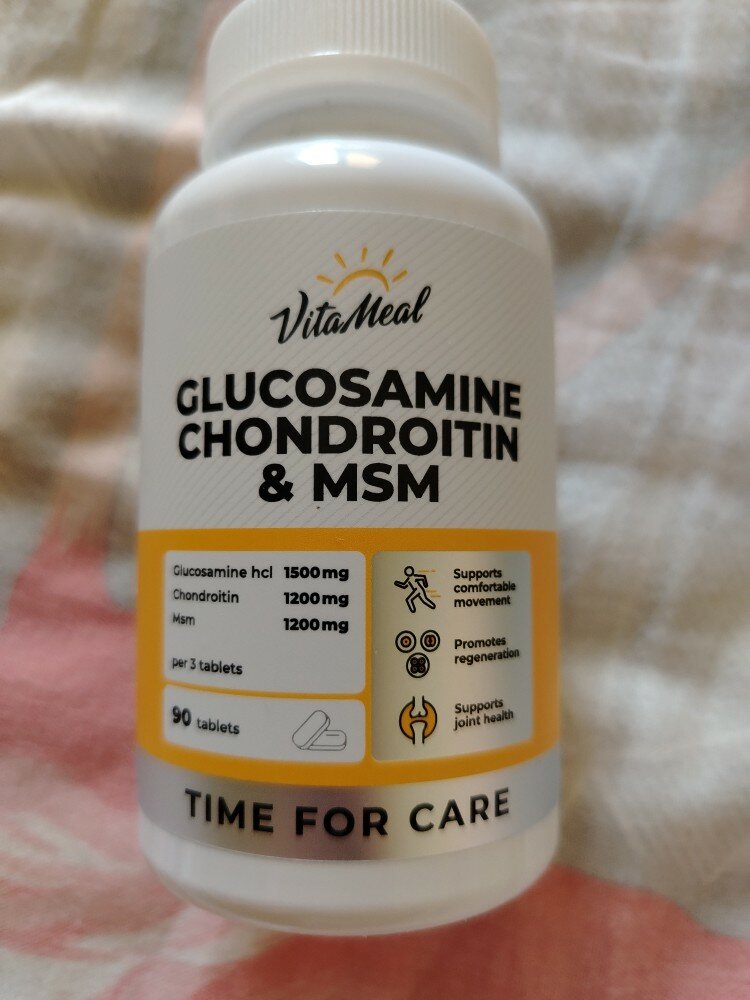 VitaMeal
GLUCOSAMINE
CHONDROITIN
& MSM
Glucosamine hcl 1500mg
Chondroitin 1200mg
Msm 1200mg
per 3 tablets
90 tablets
Supports
comfortable
movement
Promotes
regeneration
Supports
joint health
TIME FOR CARE